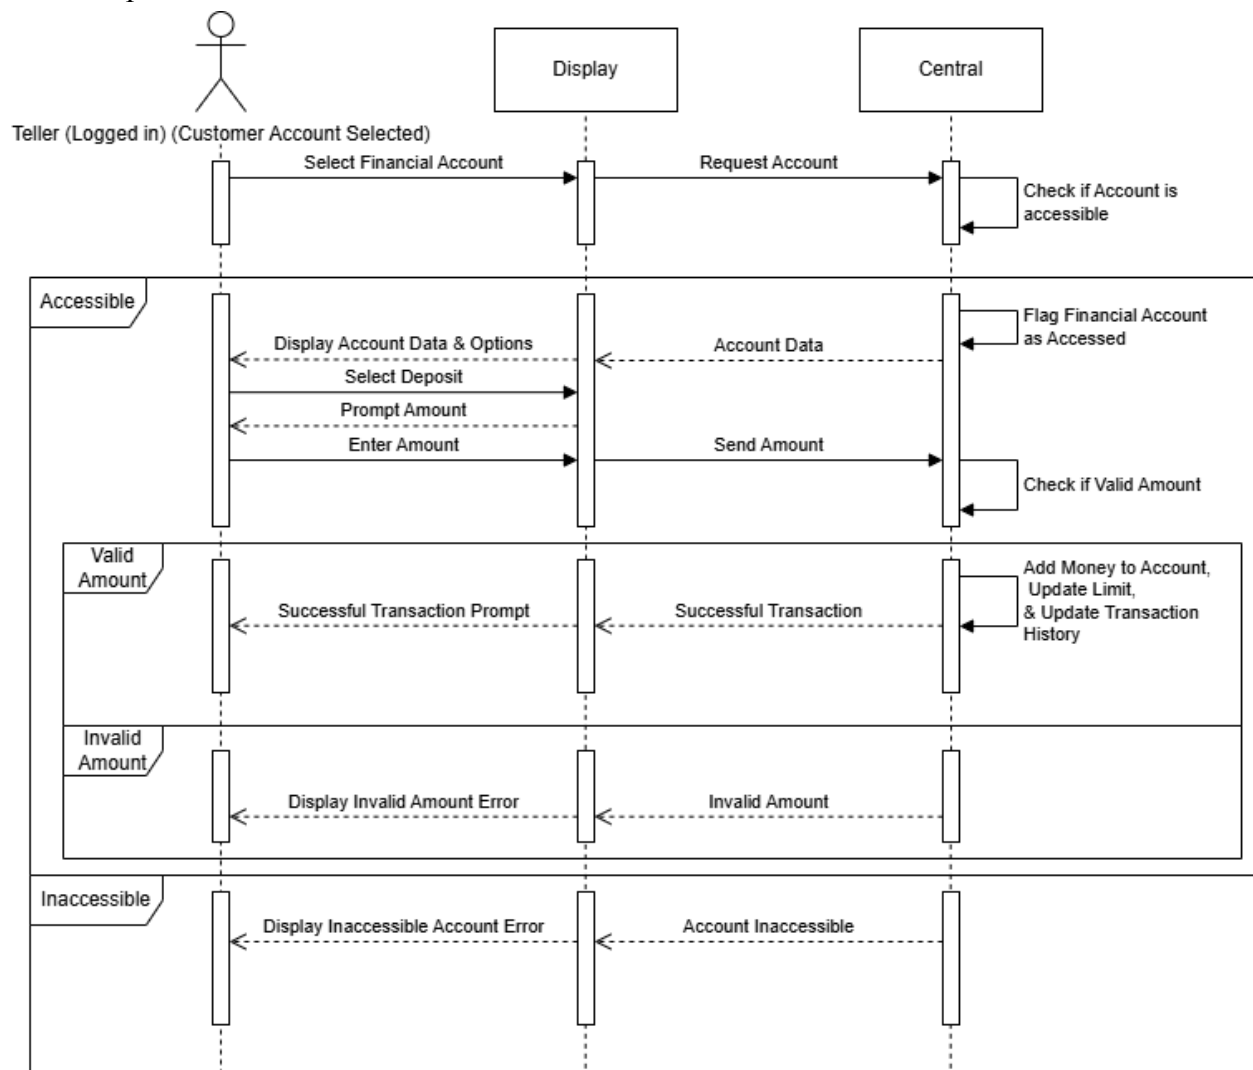 Display
Central
Teller (Logged in) (Customer Account Selected)
Select Financial Account
Request Account
Check if Account is
accessible
Accessible
Flag Financial Account
as Accessed
Display Account Data & Options
Account Data
Select Deposit
Prompt Amount
Enter Amount
Send Amount
Check if Valid Amount
Valid
Amount
Add Money to Account,
Update Limit,
& Update Transaction
History
Successful Transaction Prompt
Successful Transaction
Invalid
Amount
Display Invalid Amount Error
Invalid Amount
Inaccessible
Display Inaccessible Account Error
Account Inaccessible